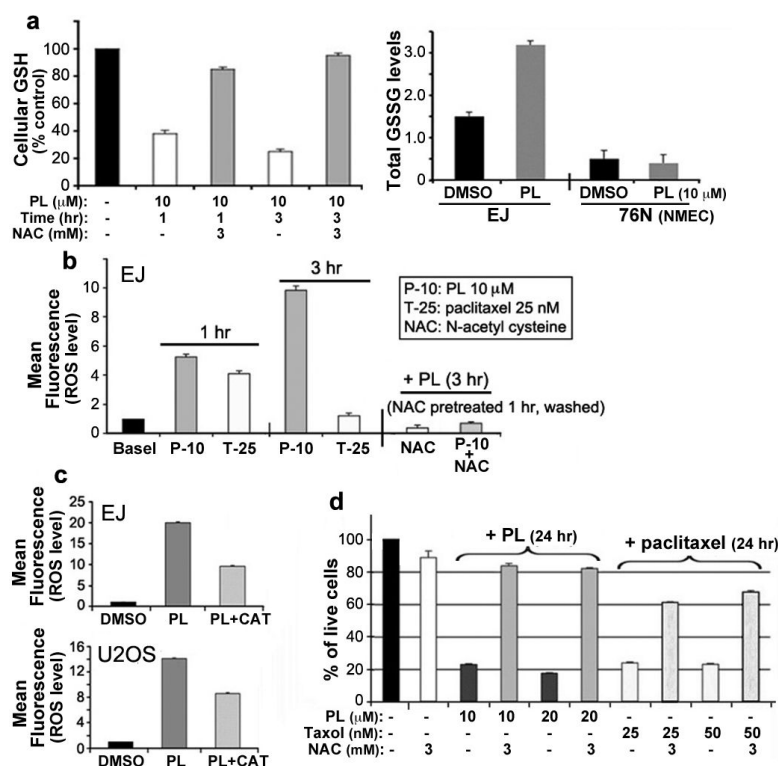 a
Cellular GSH
(% control)
100
80
60
40
20
0
PL (μM): - 10 10 10 10
Time (hr): - 1 1 3 3
NAC (mM): - - 3 - 3
Total GSSG levels
3.0
2.0
1.0
0.0
DMSO PL DMSO PL (10 μM)
EJ 76N (NMEC)
b
EJ
Mean
Fluorescence
(ROS level)
10
8
6
4
2
0
1 hr
3 hr
P-10: PL 10 μM
T-25: paclitaxel 25 nM
NAC: N-acetyl cysteine
+ PL (3 hr)
(NAC pretreated 1 hr, washed)
Basel P-10 T-25 P-10 T-25 NAC P-10
+
NAC
c
EJ
Mean
Fluorescence
(ROS level)
25
20
15
10
5
0
DMSO PL PL+CAT
U2OS
Mean
Fluorescence
(ROS level)
16
11
6
1
DMSO PL PL+CAT
d
% of live cells
100
80
60
40
20
0
+ PL (24 hr)
+ paclitaxel (24 hr)
PL (μM): - - 10 10 20 20 - - - -
Taxol (nM): - - - - - - 25 25 50 50
NAC (mM): - 3 - 3 - 3 - 3 - 3